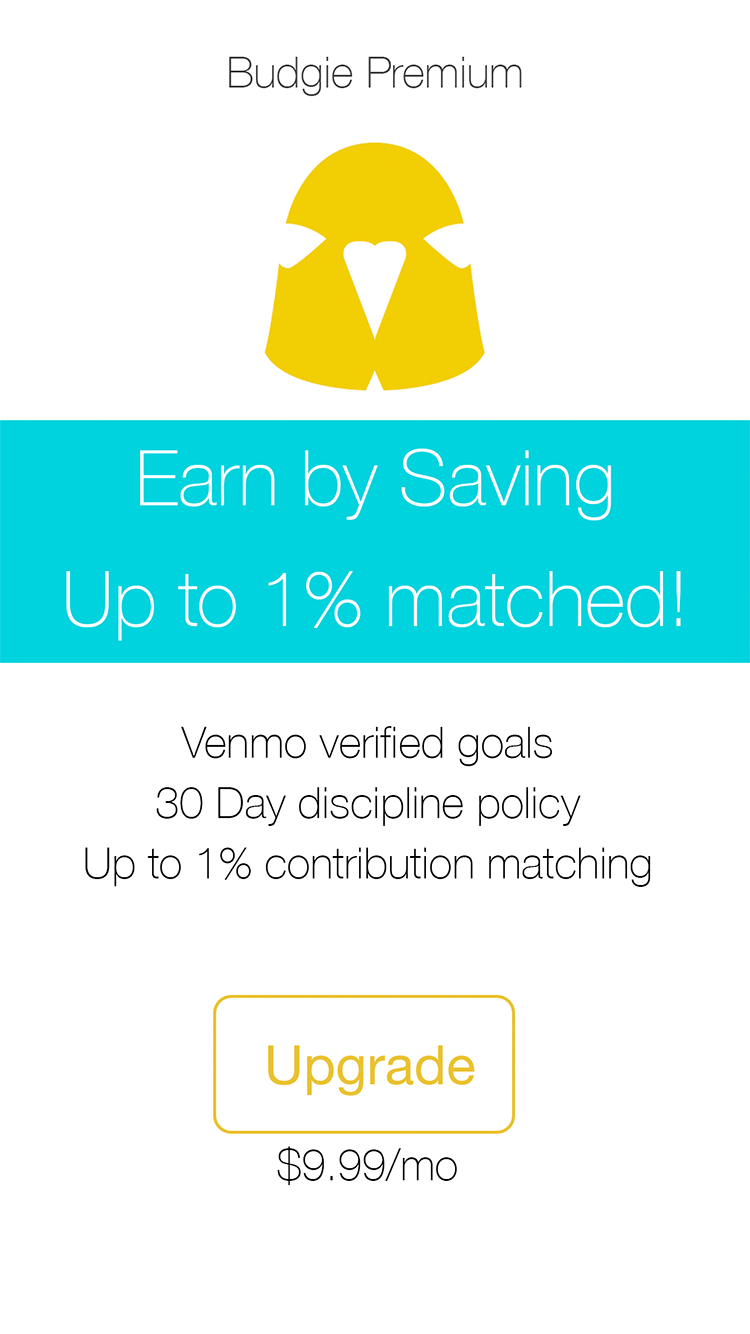 Budgie Premium
Earn by Saving
Up to 1% matched!
Venmo verified goals
30 Day discipline policy
Up to 1% contribution matching
Upgrade
$9.99/mo